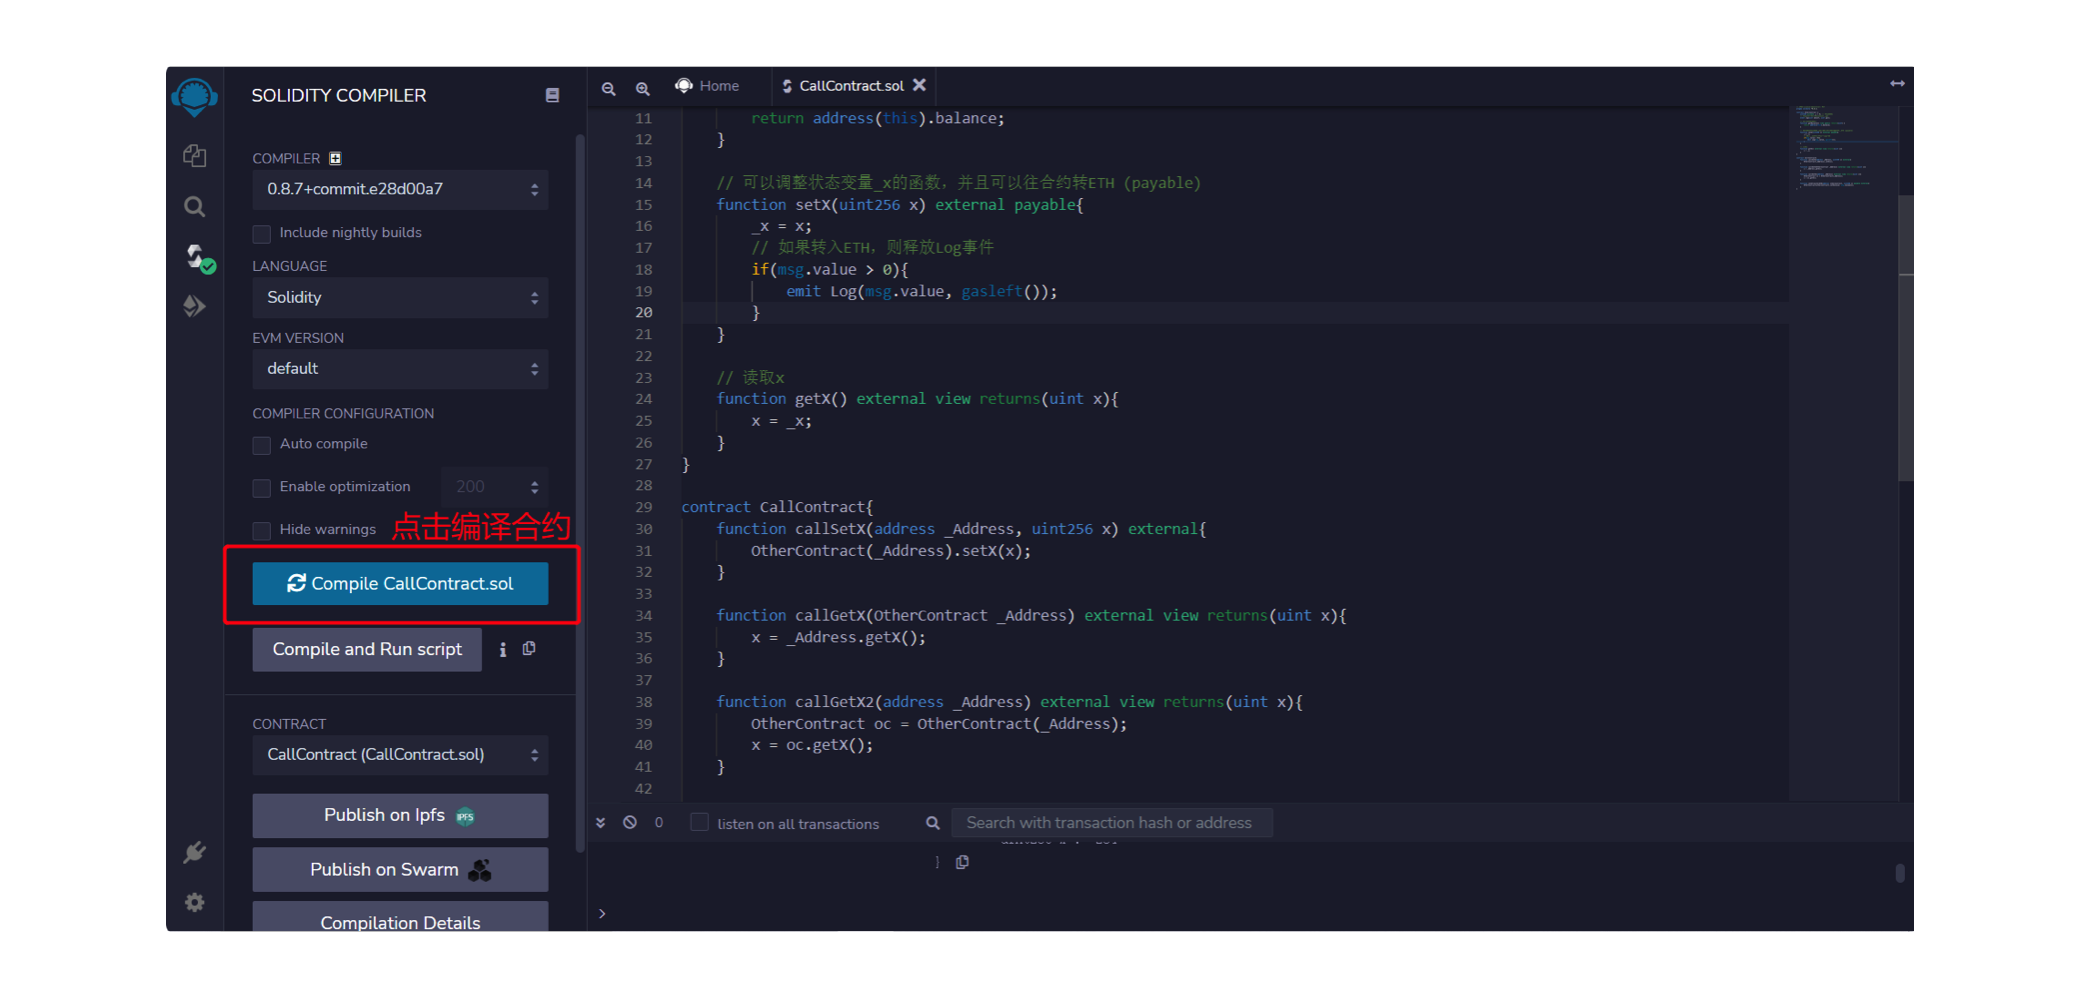 SOLIDITY COMPILER
COMPILER
0.8.7+commit.e28d00a7
Include nightly builds
LANGUAGE
Solidity
EVM VERSION
default
COMPILER CONFIGURATION
Auto compile
Enable optimization 200
Hide warnings 点击编译合约
Compile CallContract.sol
Compile and Run script
CONTRACT
CallContract (CallContract.sol)
Publish on Ipfs IPFS
Publish on Swarm
Compilation Details
Home CallContract.sol
11 return address(this).balance;
12 }
13
14 // 可以调整状态变量_x的函数，并且可以往合约转ETH (payable)
15 function setX(uint256 x) external payable{
16 _x = x;
17 // 如果转入ETH，则释放Log事件
18 if(msg.value > 0){
19 emit Log(msg.value, gasleft());
20 }
21 }
22
23 // 读取x
24 function getX() external view returns(uint x){
25 x = _x;
26 }
27 }
28
29 contract CallContract{
30 function callSetX(address _Address, uint256 x) external{
31 OtherContract(_Address).setX(x);
32 }
33
34 function callGetX(OtherContract _Address) external view returns(uint x){
35 x = _Address.getX();
36 }
37
38 function callGetX2(address _Address) external view returns(uint x){
39 OtherContract oc = OtherContract(_Address);
40 x = oc.getX();
41 }
42
0 listen on all transactions Search with transaction hash or address
}
>